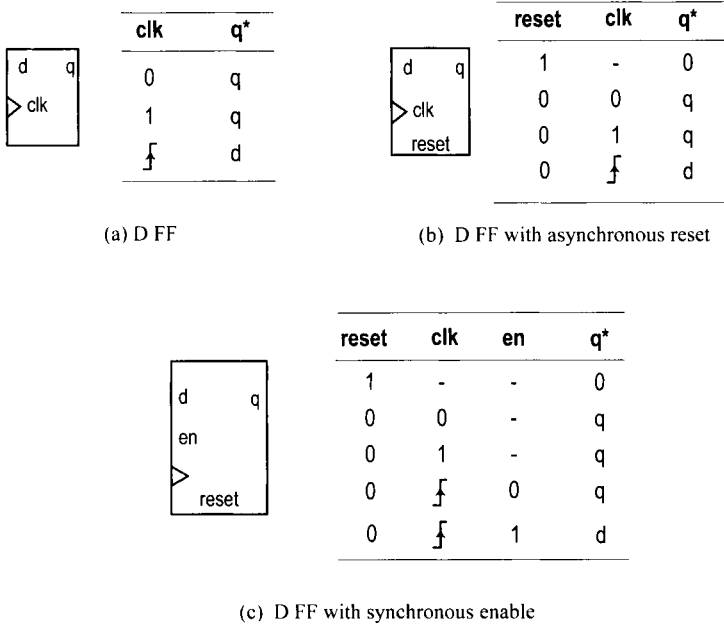 d q
clk
clk q*
0 q
1 q
d
(a) D FF
d q
clk
reset
reset clk q*
1 - 0
0 0 q
0 1 q
0 d
(b) D FF with asynchronous reset
d q
en
reset
reset clk en q*
1 - - 0
0 0 - q
0 1 - q
0 0 q
0 1 d
(c) D FF with synchronous enable